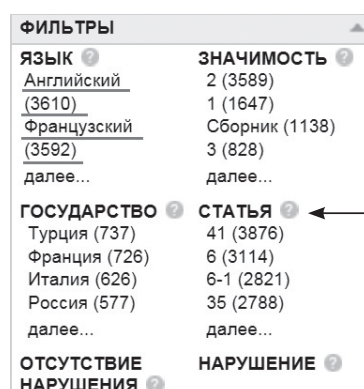 ФИЛЬТРЫ
ЯЗЫК
Английский
(3610)
Французский
(3592)
далее...
ЗНАЧИМОСТЬ
2 (3589)
1 (1647)
Сборник (1138)
3 (828)
далее...
ГОСУДАРСТВО
Турция (737)
Франция (726)
Италия (626)
Россия (577)
далее...
СТАТЬЯ
41 (3876)
6 (3114)
6-1 (2821)
35 (2788)
далее...
ОТСУТСТВИЕ
НАРУШЕНИЯ
НАРУШЕНИЕ